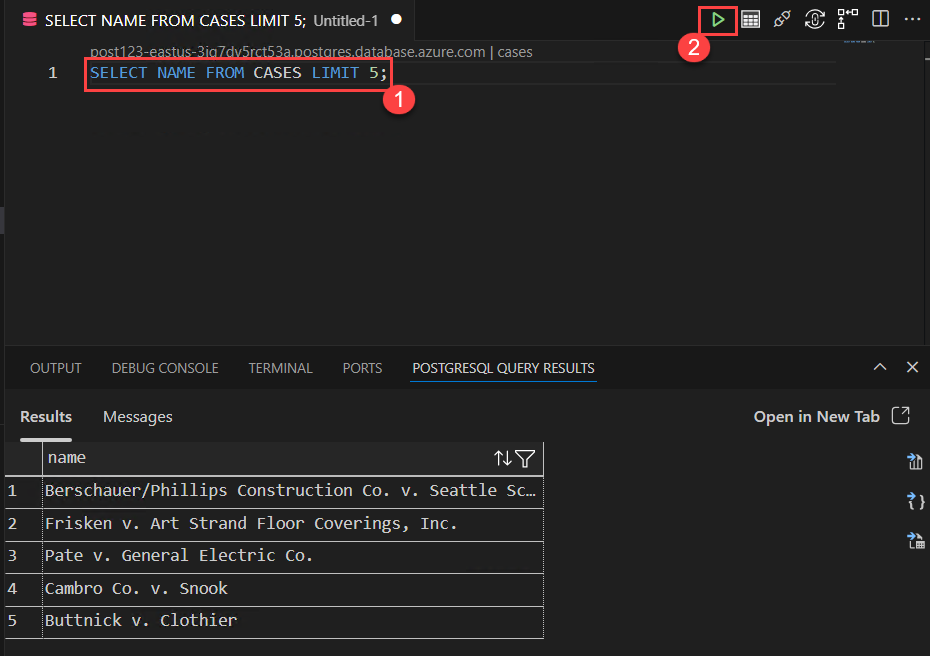 SELECT NAME FROM CASES LIMIT 5; Untitled-1
post123-eastus-3ig7dy5rct53a.postgres.database.azure.com | cases
2
1 SELECT NAME FROM CASES LIMIT 5;
1
OUTPUT DEBUG CONSOLE TERMINAL PORTS POSTGRESQL QUERY RESULTS
Results Messages Open in New Tab
name
1 Berschauer/Phillips Construction Co. v. Seattle Sc…
2 Frisken v. Art Strand Floor Coverings, Inc.
3 Pate v. General Electric Co.
4 Cambro Co. v. Snook
5 Buttnick v. Clothier